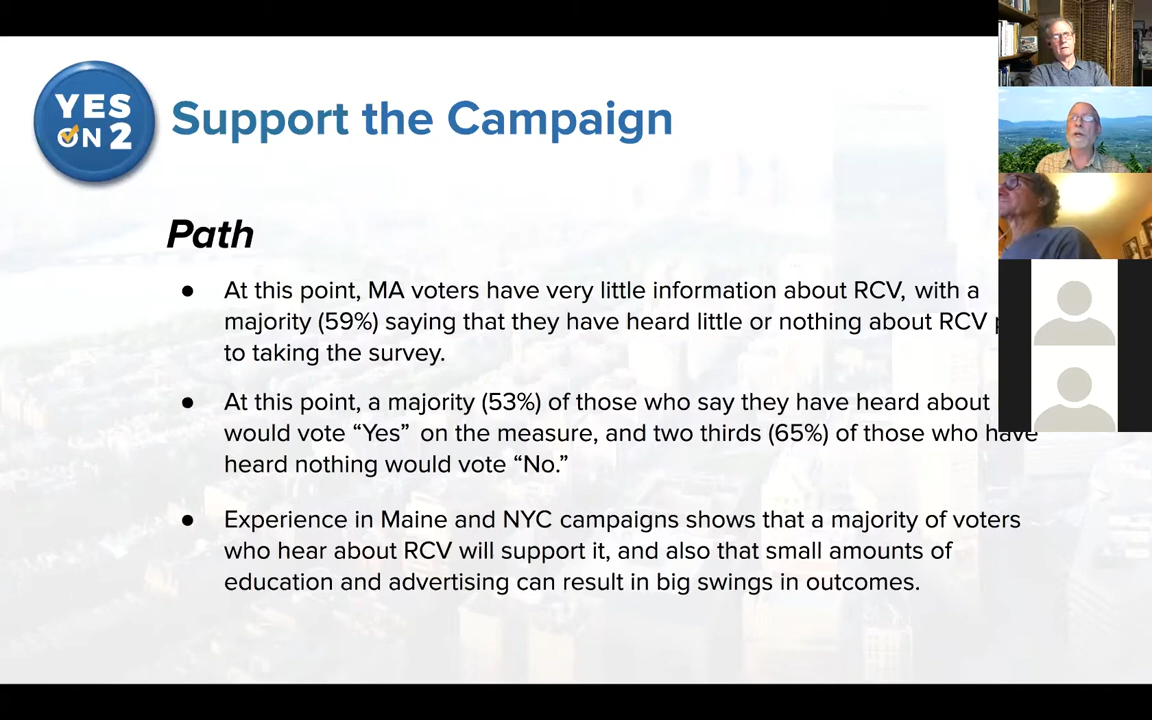 YES
ON 2
Support the Campaign
Path
● At this point, MA voters have very little information about RCV, with a
majority (59%) saying that they have heard little or nothing about RCV
to taking the survey.
● At this point, a majority (53%) of those who say they have heard about
would vote “Yes” on the measure, and two thirds (65%) of those who have
heard nothing would vote “No.”
● Experience in Maine and NYC campaigns shows that a majority of voters
who hear about RCV will support it, and also that small amounts of
education and advertising can result in big swings in outcomes.